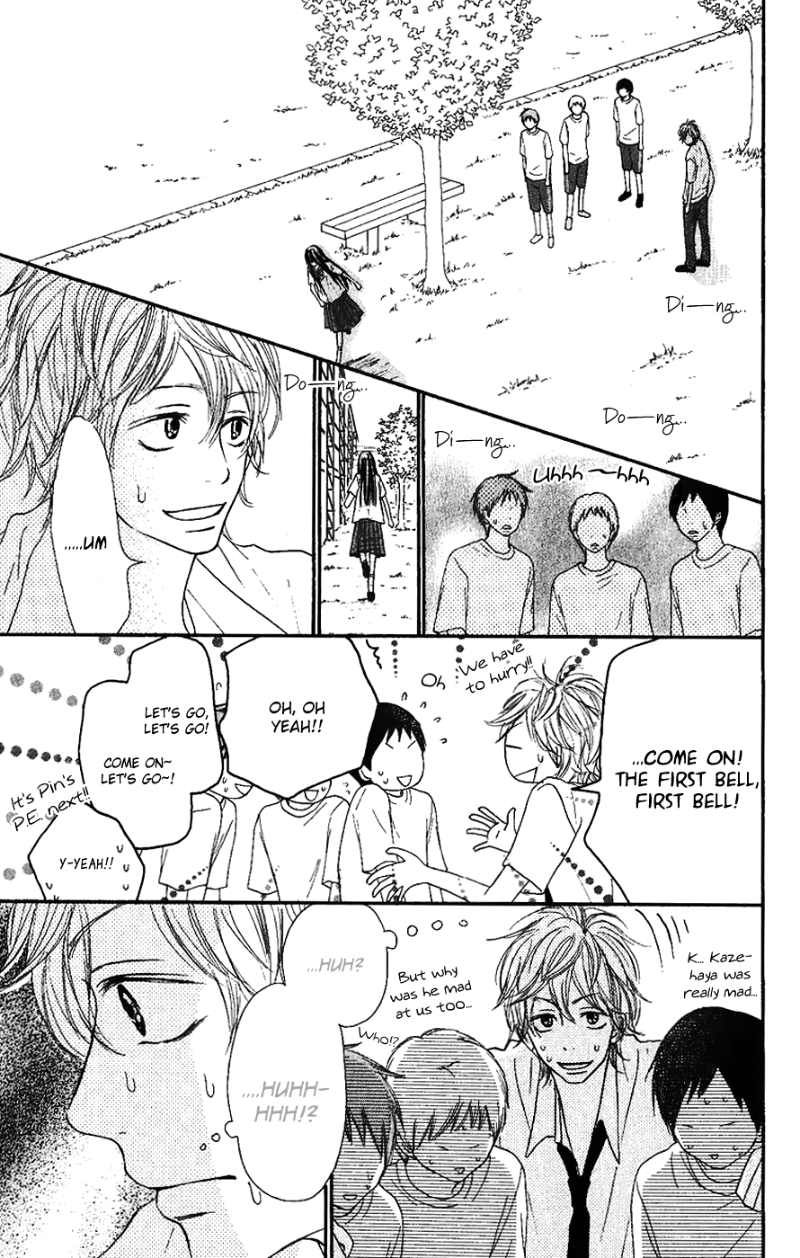 Di—ng...
Do—ng...
Di—ng...
Uhhh~hhh
Do—ng...
.....UM
...COME ON!
THE FIRST BELL,
FIRST BELL!
We have
to hurry!!
Oh
OH, OH
YEAH!!
LET'S GO,
LET'S GO!
COME ON~
LET'S GO~!
It's Pin's
P.E. next!!
Y-YEAH!!
K... Kaze-
haya was
really mad...
But why
was he mad
at us too...
Who!?
...HUH?
.....HUHH-
HHH!?